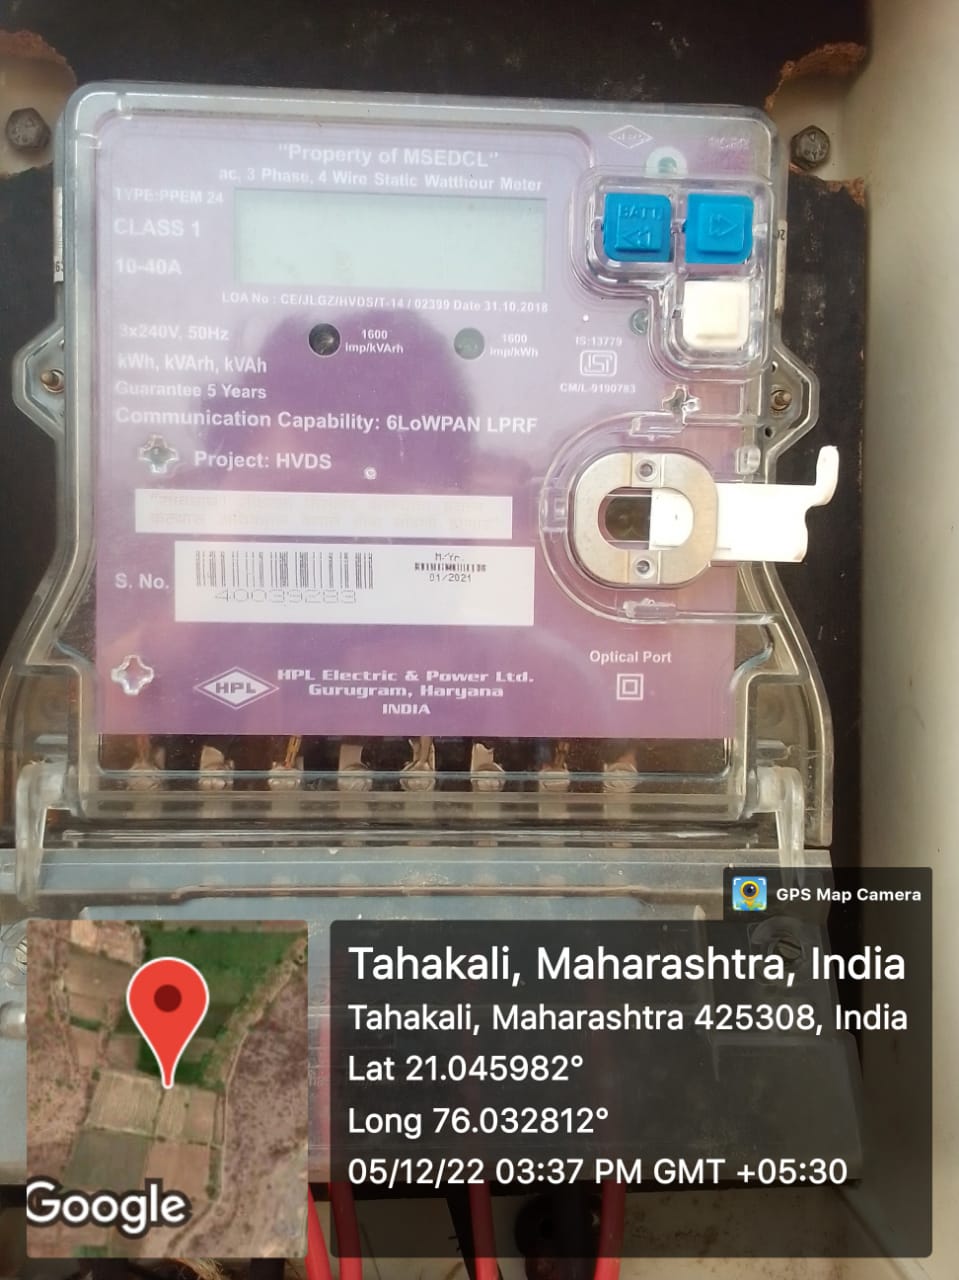 "Property of MSEDCL"
ac, 3 Phase, 4 Wire Static Watthour Meter
TYPE:PPEM 24
CLASS 1
10-40A
BATT
LOA No : CE/JLGZ/HVDS/T-14 / 02399 Date 31.10.2018
3x240V, 50Hz
1600
imp/kVArh
1600
imp/kWh
IS:13779
CM/L-9190783
kWh, kVArh, kVAh
Guarantee 5 Years
Communication Capability: 6LoWPAN LPRF
Project: HVDS
S. No.
40039283
M./Yr.
01/2021
Optical Port
HPL
HPL Electric & Power Ltd.
Gurugram, Haryana
INDIA
GPS Map Camera
Tahakali, Maharashtra, India
Tahakali, Maharashtra 425308, India
Lat 21.045982°
Long 76.032812°
05/12/22 03:37 PM GMT +05:30
Google